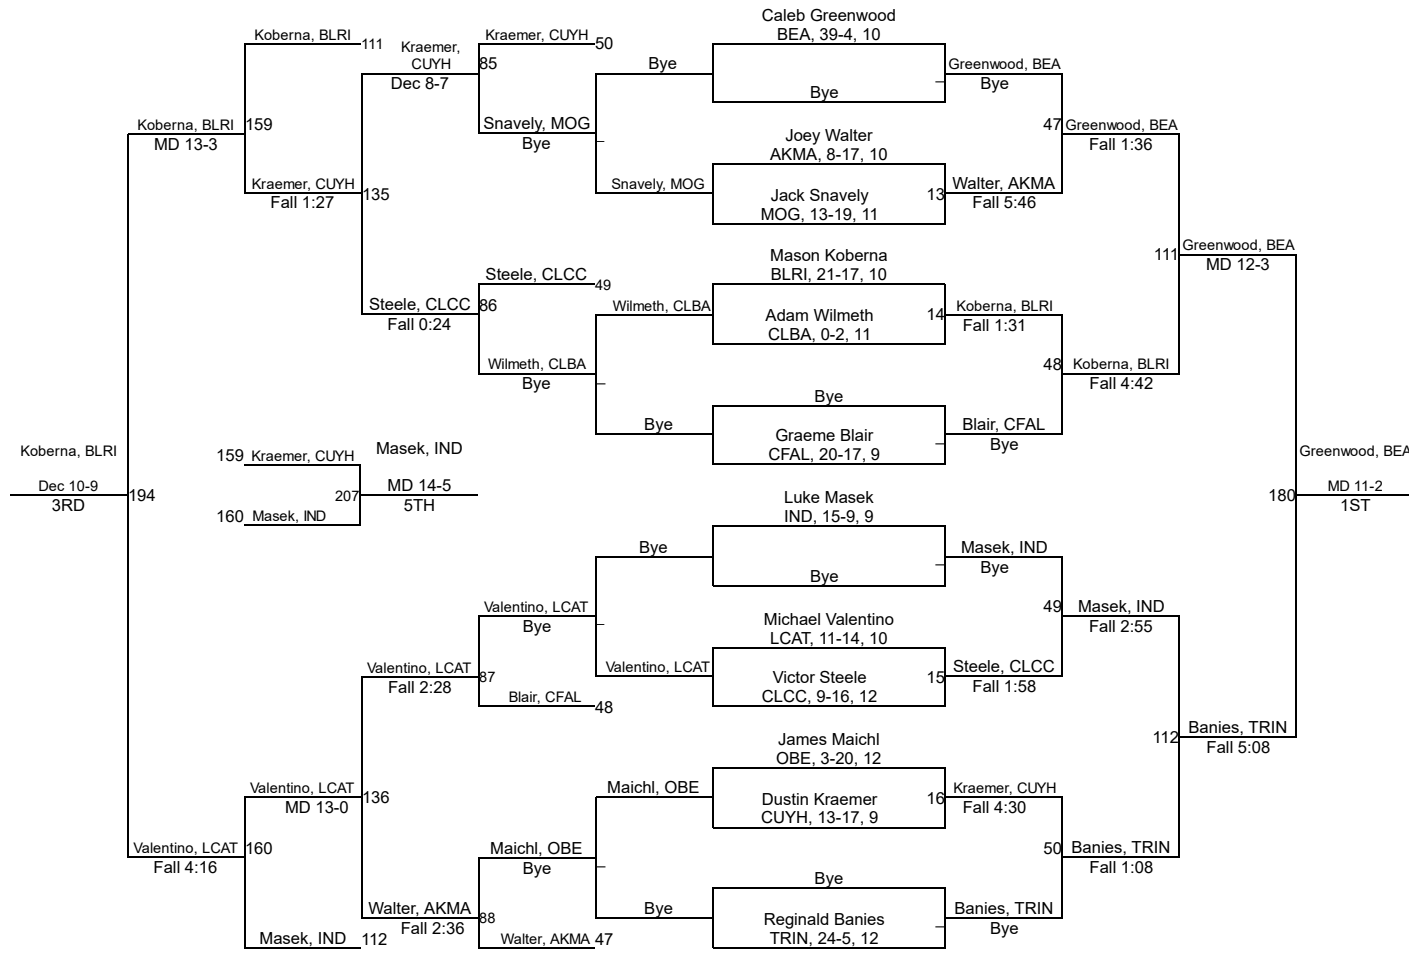 Caleb Greenwood
BEA, 39-4, 10
Bye
Joey Walter
AKMA, 8-17, 10
Jack Snavely
MOG, 13-19, 11
13
Mason Koberna
BLRI, 21-17, 10
Adam Wilmeth
CLBA, 0-2, 11
14
Bye
Graeme Blair
CFAL, 20-17, 9
Luke Masek
IND, 15-9, 9
Bye
Michael Valentino
LCAT, 11-14, 10
Victor Steele
CLCC, 9-16, 12
15
James Maichl
OBE, 3-20, 12
Dustin Kraemer
CUYH, 13-17, 9
16
Bye
Reginald Banies
TRIN, 24-5, 12
Greenwood, BEA
Bye
47
Walter, AKMA
Fall 5:46
Koberna, BLRI
Fall 1:31
48
Blair, CFAL
Bye
Masek, IND
Bye
49
Steele, CLCC
Fall 1:58
Kraemer, CUYH
Fall 4:30
50
Banies, TRIN
Bye
Greenwood, BEA
Fall 1:36
111
Koberna, BLRI
Fall 4:42
Masek, IND
Fall 2:55
112
Banies, TRIN
Fall 1:08
Greenwood, BEA
MD 12-3
180
Banies, TRIN
Fall 5:08
Greenwood, BEA
MD 11-2
1ST
Bye
Snavely, MOG
Wilmeth, CLBA
Bye
Bye
Valentino, LCAT
Maichl, OBE
Bye
Kraemer, CUYH
50
85
Snavely, MOG
Bye
Steele, CLCC
49
86
Wilmeth, CLBA
Bye
Valentino, LCAT
Bye
87
Blair, CFAL
48
Maichl, OBE
Bye
88
Walter, AKMA
47
Kraemer,
CUYH
Dec 8-7
135
Steele, CLCC
Fall 0:24
Valentino, LCAT
Fall 2:28
136
Walter, AKMA
Fall 2:36
Koberna, BLRI
111
159
Kraemer, CUYH
Fall 1:27
Valentino, LCAT
MD 13-0
160
Masek, IND
112
Koberna, BLRI
MD 13-3
194
Valentino, LCAT
Fall 4:16
Koberna, BLRI
Dec 10-9
3RD
159
Kraemer, CUYH
207
160
Masek, IND
Masek, IND
MD 14-5
5TH